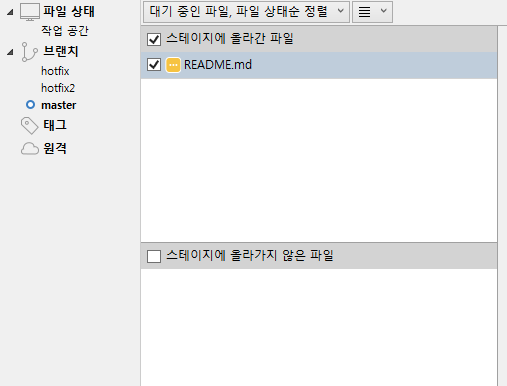 파일 상태
작업 공간
브랜치
hotfix
hotfix2
master
태그
원격
대기 중인 파일, 파일 상태순 정렬
스테이지에 올라간 파일
README.md
스테이지에 올라가지 않은 파일